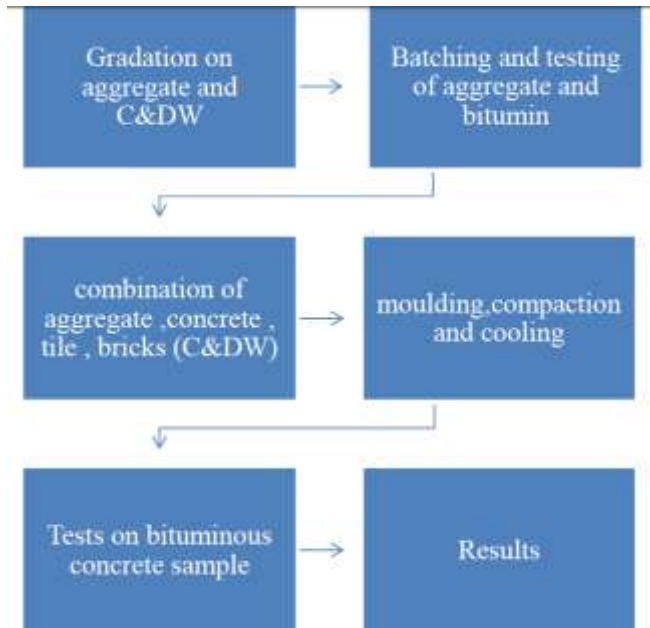 Gradation on
aggregate and
C&DW
Batching and testing
of aggregate and
bitumin
combination of
aggregate ,concrete ,
tile , bricks (C&DW)
moulding,compaction
and cooling
Tests on bituminous
concrete sample
Results